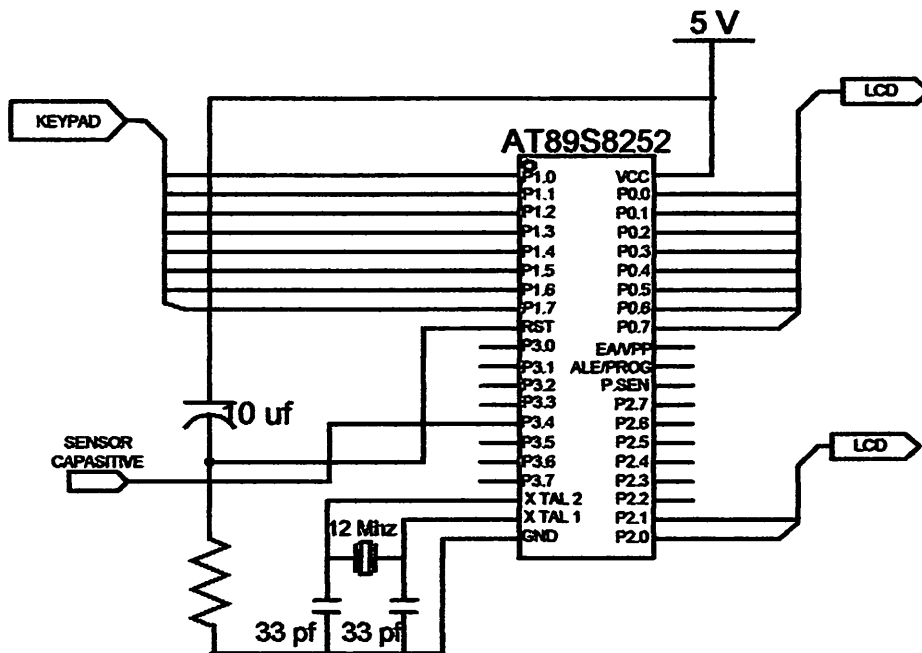 5 V
LCD
KEYPAD
AT89S8252
P1.0
P1.1
P1.2
P1.3
P1.4
P1.5
P1.6
P1.7
RST
P3.0
P3.1
P3.2
P3.3
P3.4
P3.5
P3.6
P3.7
X TAL 2
X TAL 1
GND
VCC
P0.0
P0.1
P0.2
P0.3
P0.4
P0.5
P0.6
P0.7
EA/VPP
ALE/PROG
P.SEN
P2.7
P2.6
P2.5
P2.4
P2.3
P2.2
P2.1
P2.0
10 uf
SENSOR
CAPASITIVE
LCD
12 Mhz
33 pf 33 pf